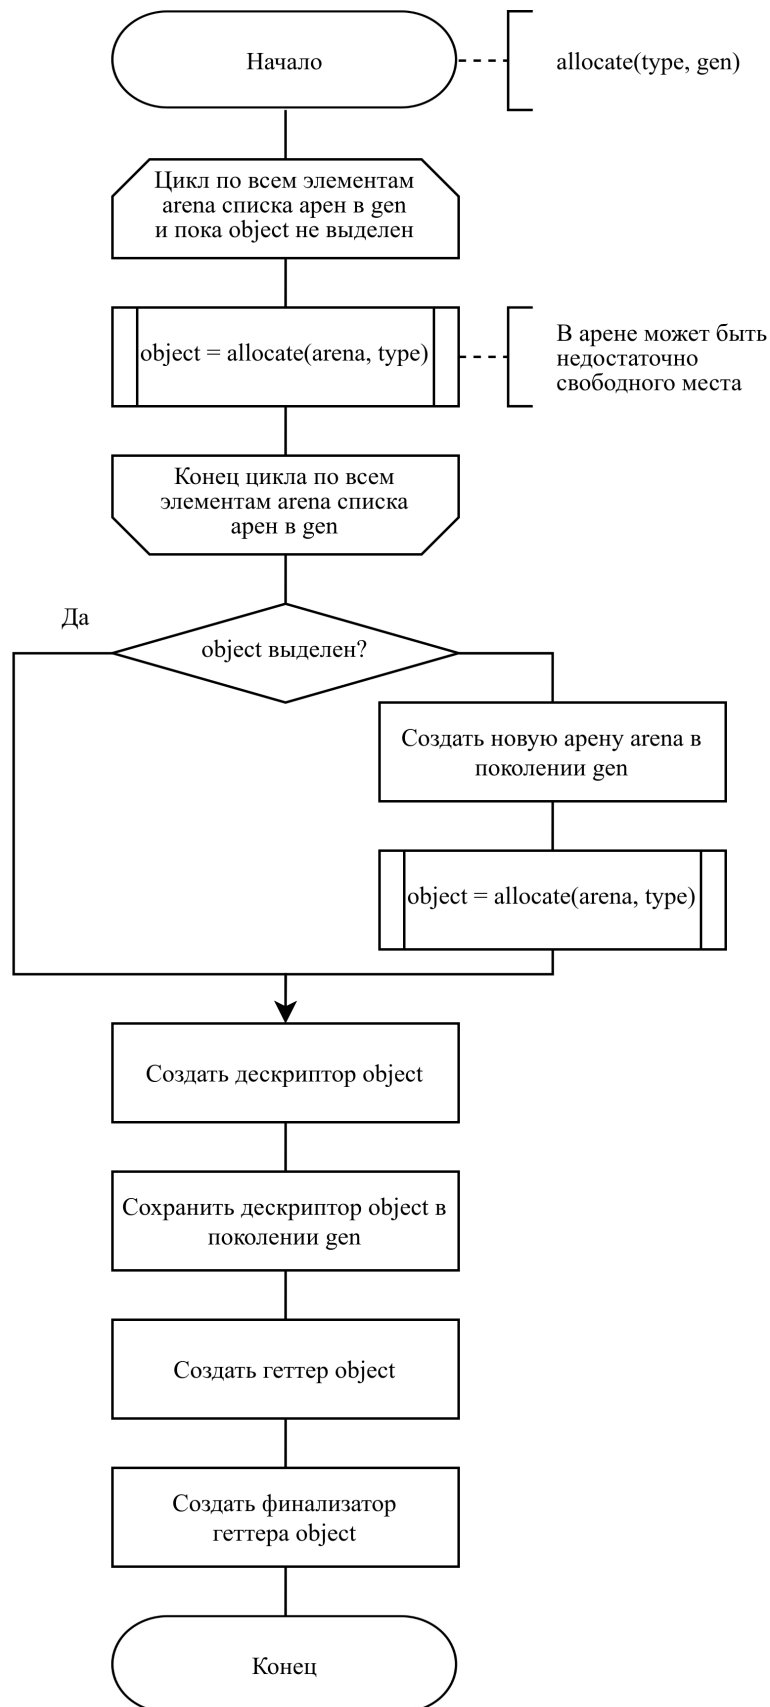 Начало
allocate(type, gen)
Цикл по всем элементам
arena списка арен в gen
и пока object не выделен
object = allocate(arena, type)
В арене может быть
недостаточно
свободного места
Конец цикла по всем
элементам arena списка
арен в gen
Да
object выделен?
Создать новую арену arena в
поколении gen
object = allocate(arena, type)
Создать дескриптор object
Сохранить дескриптор object в
поколении gen
Создать геттер object
Создать финализатор
геттера object
Конец